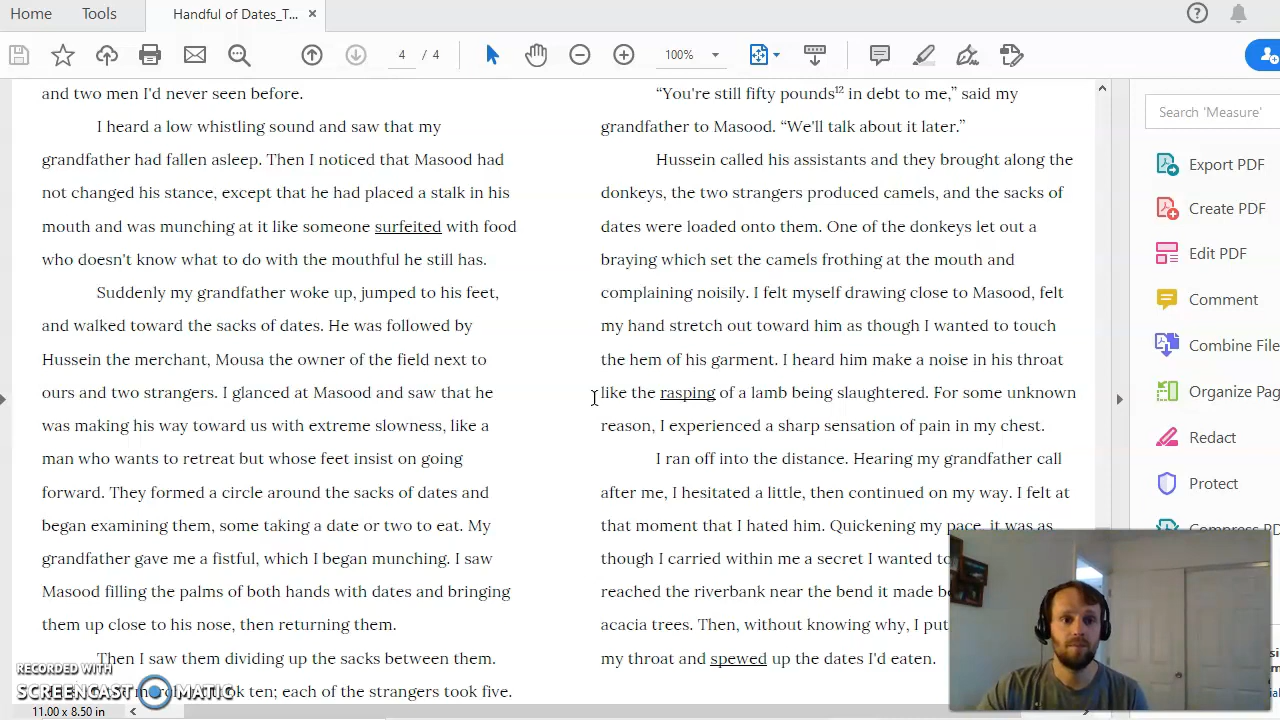 Home
Tools
Handful of Dates_T...
4 / 4
100%
and two men I'd never seen before.
I heard a low whistling sound and saw that my
grandfather had fallen asleep. Then I noticed that Masood had
not changed his stance, except that he had placed a stalk in his
mouth and was munching at it like someone surfeited with food
who doesn't know what to do with the mouthful he still has.
Suddenly my grandfather woke up, jumped to his feet,
and walked toward the sacks of dates. He was followed by
Hussein the merchant, Mousa the owner of the field next to
ours and two strangers. I glanced at Masood and saw that he
was making his way toward us with extreme slowness, like a
man who wants to retreat but whose feet insist on going
forward. They formed a circle around the sacks of dates and
began examining them, some taking a date or two to eat. My
grandfather gave me a fistful, which I began munching. I saw
Masood filling the palms of both hands with dates and bringing
them up close to his nose, then returning them.
Then I saw them dividing up the sacks between them.
ten; each of the strangers took five.
“You're still fifty pounds¹² in debt to me,” said my
grandfather to Masood. “We'll talk about it later.”
Hussein called his assistants and they brought along the
donkeys, the two strangers produced camels, and the sacks of
dates were loaded onto them. One of the donkeys let out a
braying which set the camels frothing at the mouth and
complaining noisily. I felt myself drawing close to Masood, felt
my hand stretch out toward him as though I wanted to touch
the hem of his garment. I heard him make a noise in his throat
like the rasping of a lamb being slaughtered. For some unknown
reason, I experienced a sharp sensation of pain in my chest.
I ran off into the distance. Hearing my grandfather call
after me, I hesitated a little, then continued on my way. I felt at
that moment that I hated him. Quickening my pace, it was as
though I carried within me a secret I wanted to
reached the riverbank near the bend it made
acacia trees. Then, without knowing why, I put
my throat and spewed up the dates I'd eaten.
Search 'Measure'
Export PDF
Create PDF
Edit PDF
Comment
Combine File
Organize Pag
Redact
Protect
Compress PD
RECORDED WITH
SCREENCAST MATIC
11.00 x 8.50 in